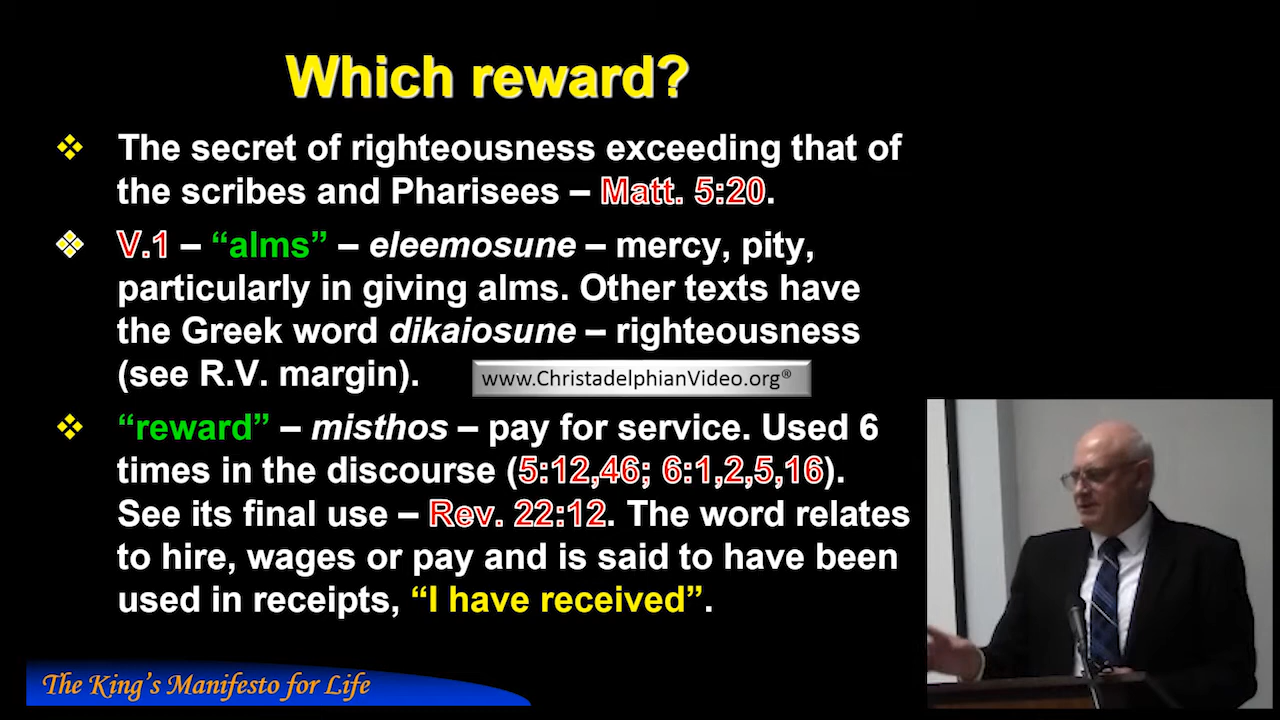 Which reward?
❖ The secret of righteousness exceeding that of
the scribes and Pharisees – Matt. 5:20.
❖ V.1 – “alms” – eleemosune – mercy, pity,
particularly in giving alms. Other texts have
the Greek word dikaiosune – righteousness
(see R.V. margin).
www.ChristadelphianVideo.org®
❖ “reward” – misthos – pay for service. Used 6
times in the discourse (5:12,46; 6:1,2,5,16).
See its final use – Rev. 22:12. The word relates
to hire, wages or pay and is said to have been
used in receipts, “I have received”.
The King’s Manifesto for Life